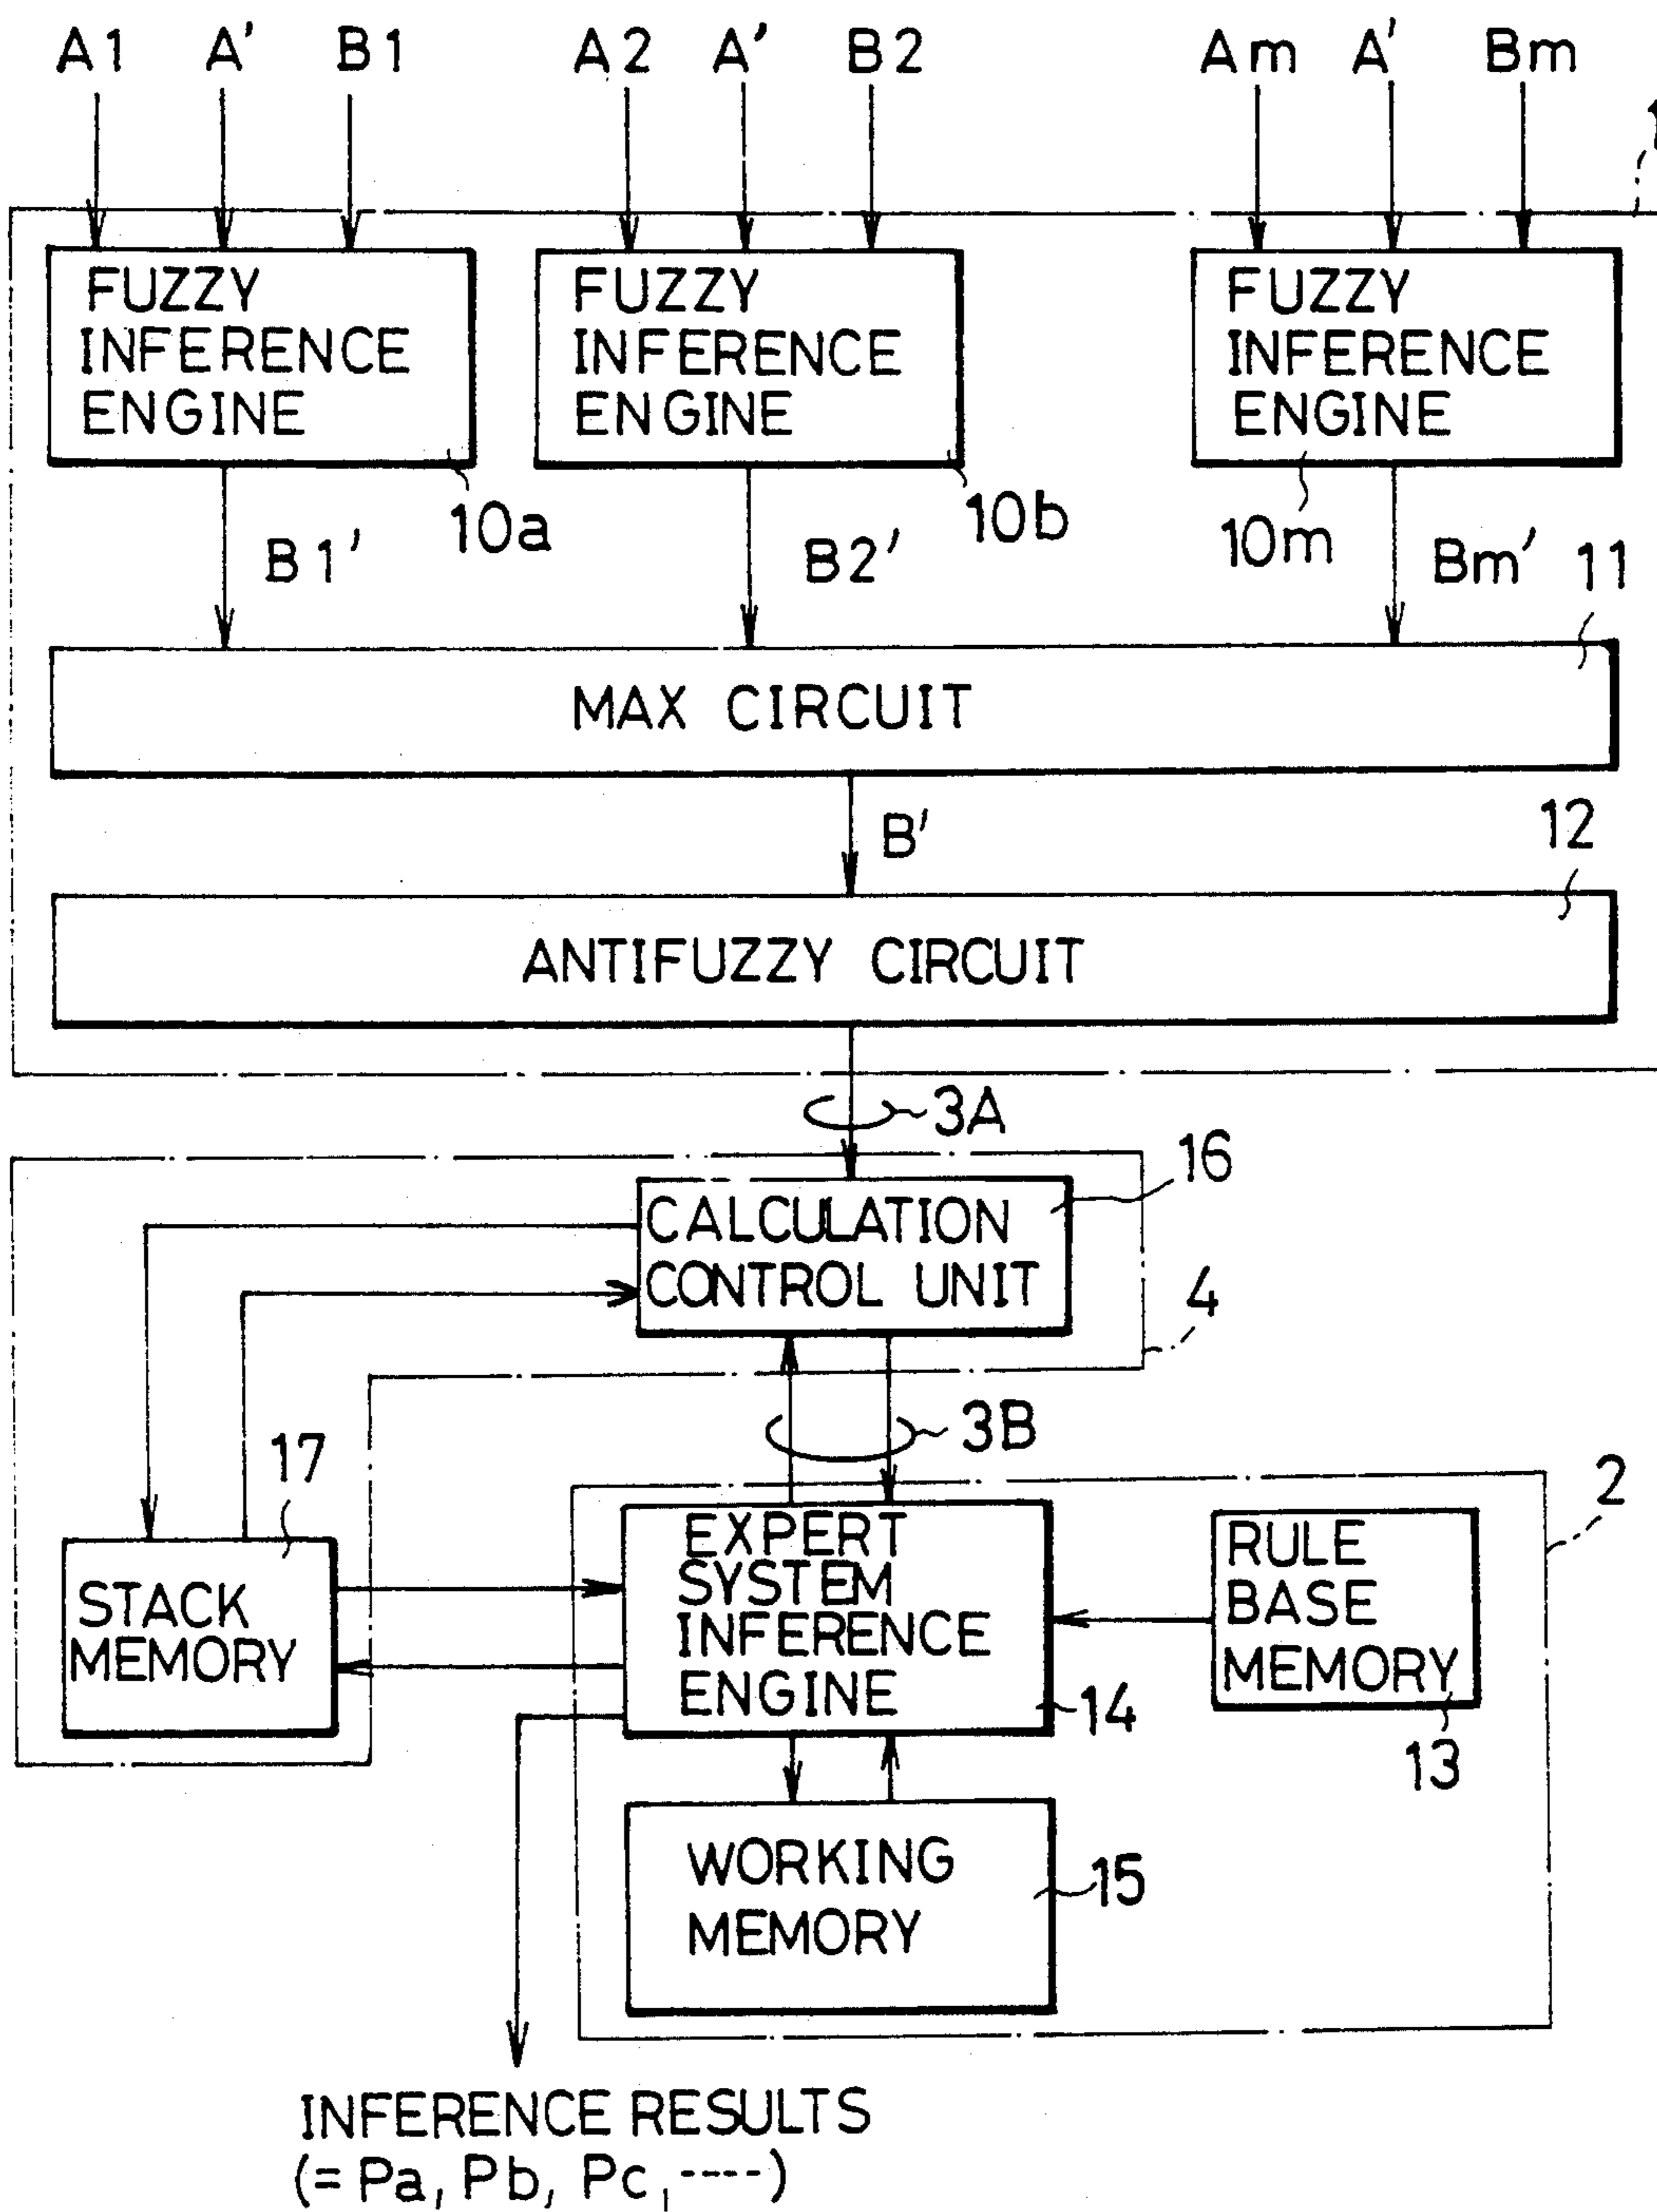 A1 A' B1 A2 A' B2 Am A' Bm
1
FUZZY
INFERENCE
ENGINE
FUZZY
INFERENCE
ENGINE
FUZZY
INFERENCE
ENGINE
10a
10b
10m
B1'
B2'
Bm'
11
MAX CIRCUIT
B'
12
ANTIFUZZY CIRCUIT
3A
16
CALCULATION
CONTROL UNIT
4
3B
17
2
STACK
MEMORY
EXPERT
SYSTEM
INFERENCE
ENGINE
14
RULE
BASE
MEMORY
13
WORKING
MEMORY
15
INFERENCE RESULTS
(= Pa, Pb, Pc, ----)